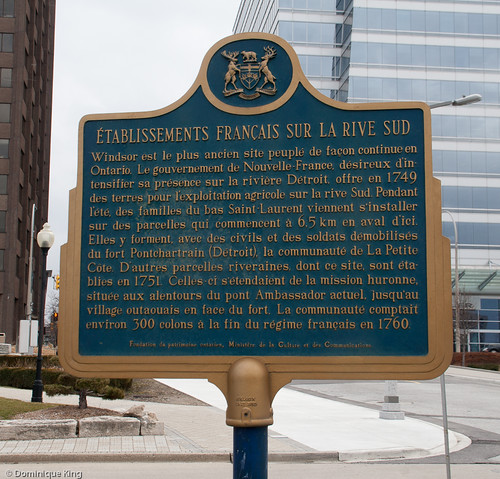 ÉTABLISSEMENTS FRANÇAIS SUR LA RIVE SUD
Windsor est le plus ancien site peuplé de façon continue en
Ontario. Le gouvernement de Nouvelle-France, désireux d'in-
tensifier sa présence sur la rivière Détroit, offre en 1749
des terres pour l'exploitation agricole sur la rive Sud. Pendant
l'été, des familles du bas Saint-Laurent viennent s'installer
sur des parcelles qui commencent à 6.5 km en aval d'ici.
Elles y forment, avec des civils et des soldats démobilisés
du fort Pontchartrain (Détroit), la communauté de La Petite
Côte. D'autres parcelles riveraines, dont ce site, sont éta-
blies en 1751. Celles-ci s'étendaient de la mission huronne,
située aux alentours du pont Ambassador actuel, jusqu'au
village outaouais en face du fort. La communauté comptait
environ 300 colons à la fin du régime français en 1760.
Fondation du patrimoine ontarien, Ministère de la Culture et des Communications
© Dominique King